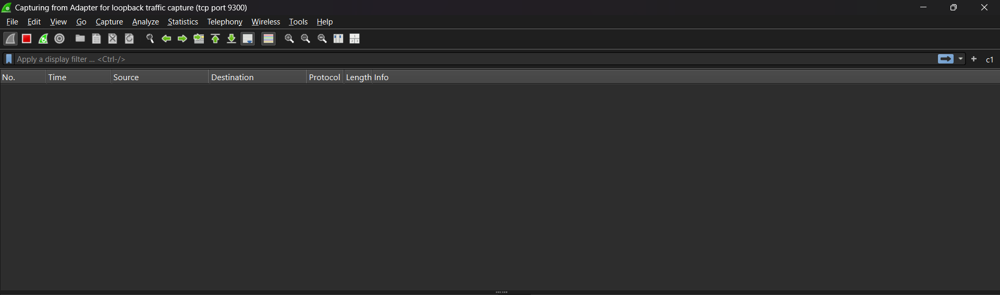 Capturing from Adapter for loopback traffic capture (tcp port 9300)
File Edit View Go Capture Analyze Statistics Telephony Wireless Tools Help
Apply a display filter ... <Ctrl-/>
+ c1
No. Time Source Destination Protocol Length Info